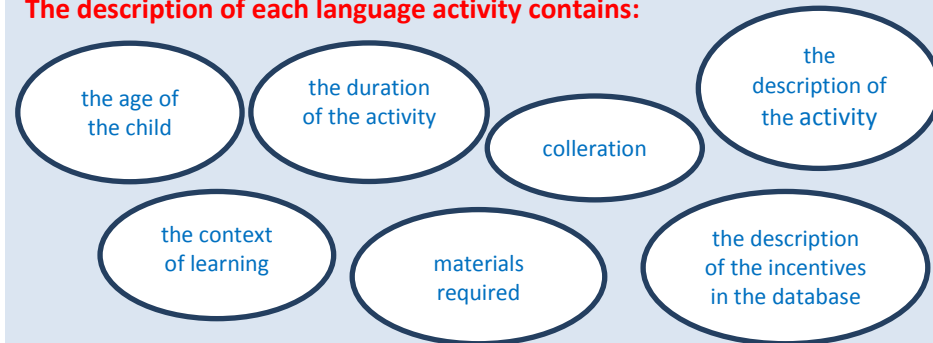 The description of each language activity contains:
the age of
the child
the duration
of the activity
colleration
the
description of
the activity
the context
of learning
materials
required
the description
of the incentives
in the database